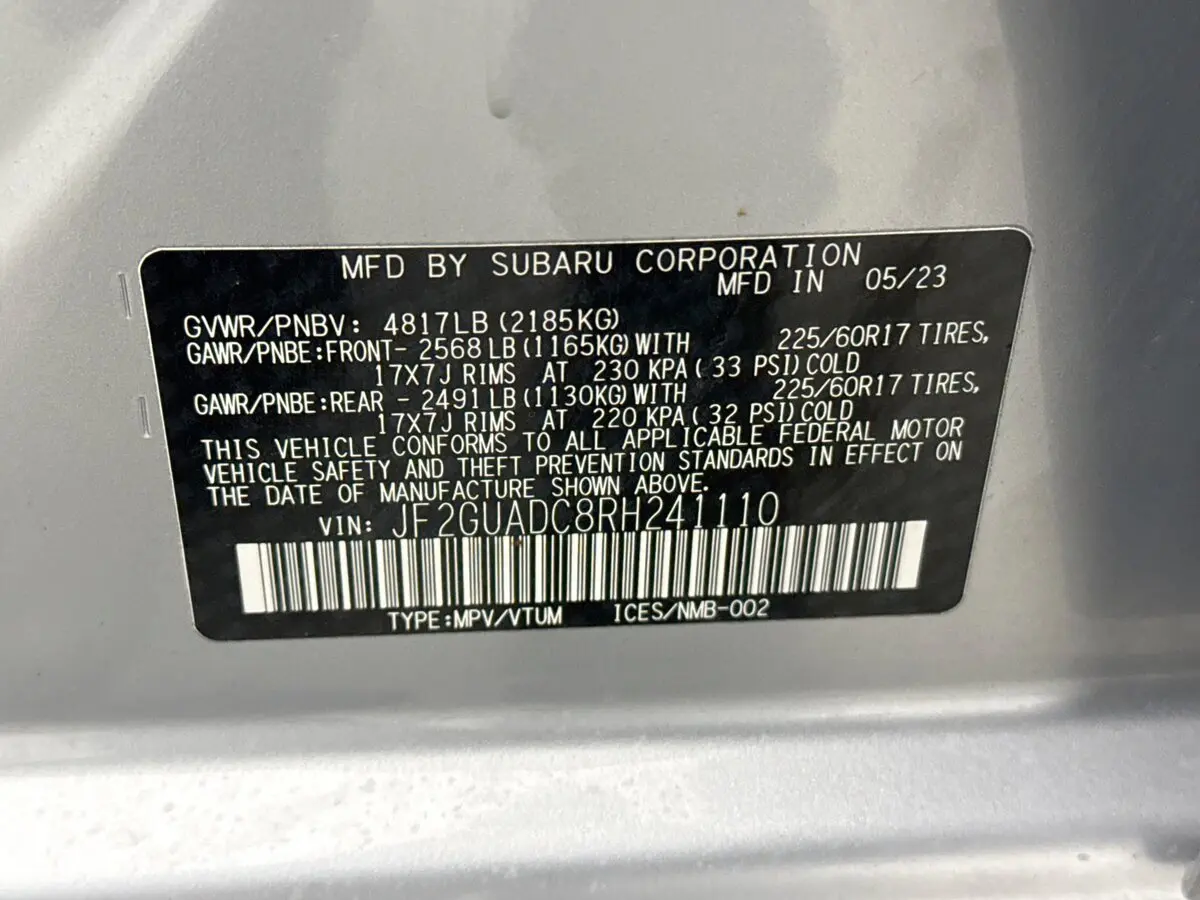 MFD BY SUBARU CORPORATION
MFD IN 05/23
GVWR/PNBV: 4817LB (2185KG)
GAWR/PNBE:FRONT- 2568 LB (1165KG) WITH 225/60R17 TIRES,
17X7J RIMS AT 230 KPA ( 33 PSI) COLD
GAWR/PNBE:REAR - 2491 LB (1130KG) WITH 225/60R17 TIRES,
17X7J RIMS AT 220 KPA ( 32 PSI) COLD
THIS VEHICLE CONFORMS TO ALL APPLICABLE FEDERAL MOTOR
VEHICLE SAFETY AND THEFT PREVENTION STANDARDS IN EFFECT ON
THE DATE OF MANUFACTURE SHOWN ABOVE.
VIN: JF2GUADC8RH241110
TYPE:MPV/VTUM ICES/NMB-002